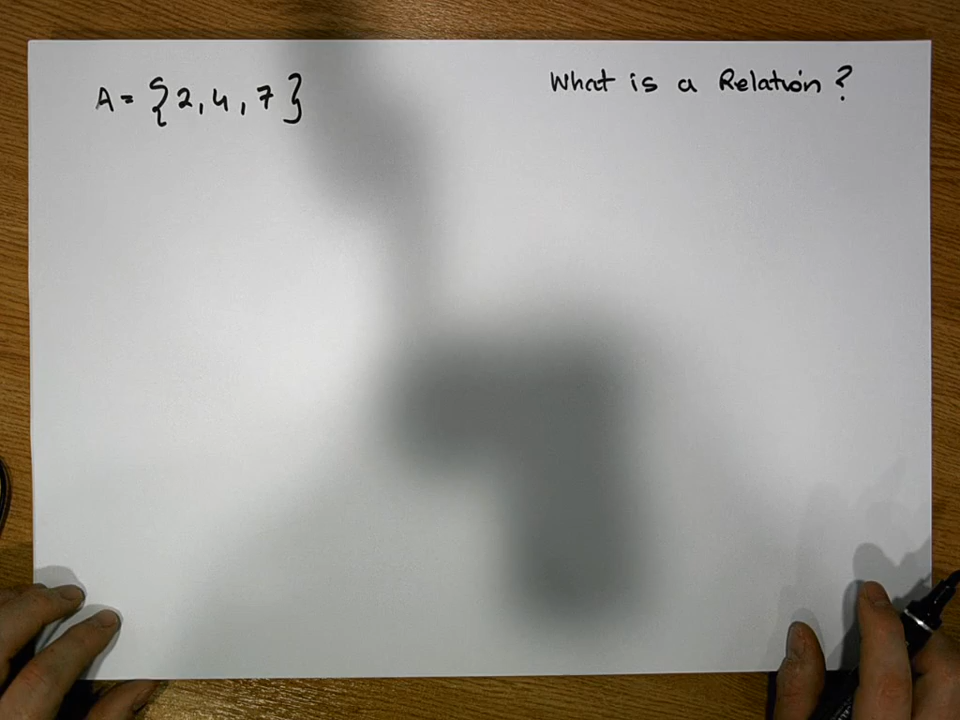 A = {2, 4, 7}
What is a Relation?